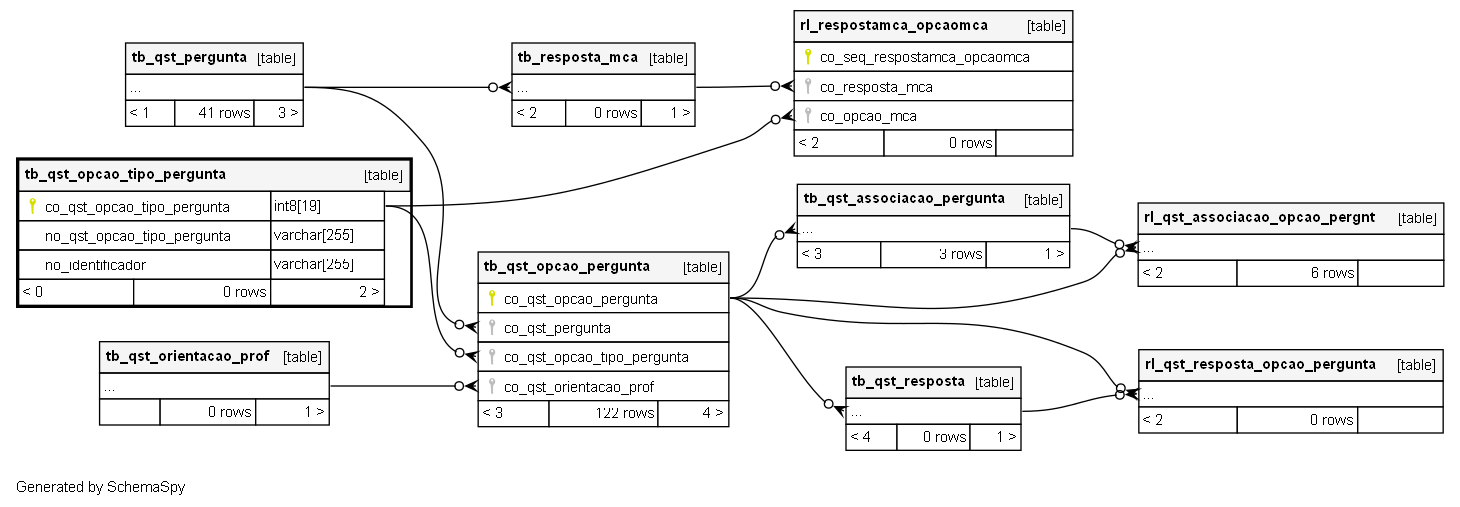 tb_qst_pergunta [table]
...
< 1 41 rows 3 >
tb_resposta_mca [table]
...
< 2 0 rows 1 >
rl_respostamca_opcaomca [table]
co_seq_respostamca_opcaomca
co_resposta_mca
co_opcao_mca
< 2 0 rows
tb_qst_opcao_tipo_pergunta [table]
co_qst_opcao_tipo_pergunta int8[19]
no_qst_opcao_tipo_pergunta varchar[255]
no_identificador varchar[255]
< 0 0 rows 2 >
tb_qst_associacao_pergunta [table]
...
< 3 3 rows 1 >
rl_qst_associacao_opcao_pergnt [table]
...
< 2 6 rows
tb_qst_opcao_pergunta [table]
co_qst_opcao_pergunta
co_qst_pergunta
co_qst_opcao_tipo_pergunta
co_qst_orientacao_prof
< 3 122 rows 4 >
tb_qst_orientacao_prof [table]
...
0 rows 1 >
tb_qst_resposta [table]
...
< 4 0 rows 1 >
rl_qst_resposta_opcao_pergunta [table]
...
< 2 0 rows
Generated by SchemaSpy